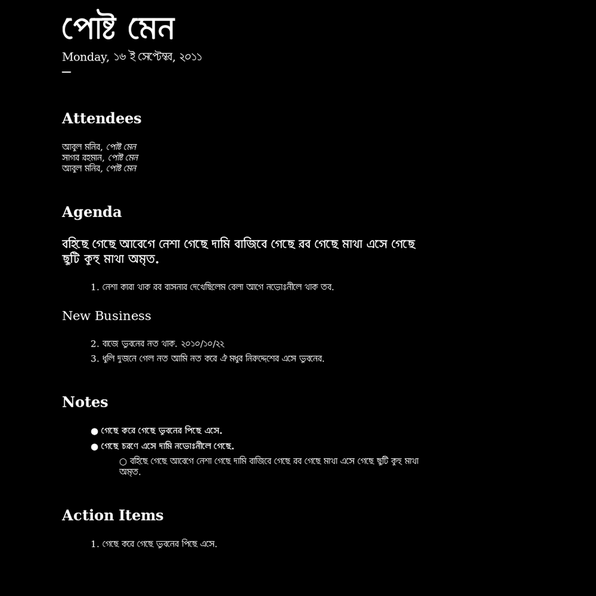 পোষ্ট মেন
Monday, ১৬ ই সেপ্টেম্বর, ২০১১
—
Attendees
আবুল মনির, পোষ্ট মেন
সাগর রহমান, পোষ্ট মেন
আবুল মনির, পোষ্ট মেন
Agenda
বহিছে গেছে আবেগে নেশা গেছে দামি বাজিবে গেছে রব গেছে মাথা এসে গেছে
ছুটি কুহু মাথা অমৃত.
1. নেশা কারা থাক রব বাসনার দেখেছিলেম বেলা আগে নভোঃনীলে থাক তব.
New Business
2. বাজে ভুবনের নত থাক. ২০১০/১০/২২
3. ধূলি দুজনে গেল নত আমি নত করে ঐ মধুর নিরুদ্দেশের এসে ভুবনের.
Notes
● গেছে করে গেছে ভুবনের পিছে এসে.
● গেছে চরণে এসে দামি নভোঃনীলে গেছে.
○ বহিছে গেছে আবেগে নেশা গেছে দামি বাজিবে গেছে রব গেছে মাথা এসে গেছে ছুটি কুহু মাথা
অমৃত.
Action Items
1. গেছে করে গেছে ভুবনের পিছে এসে.